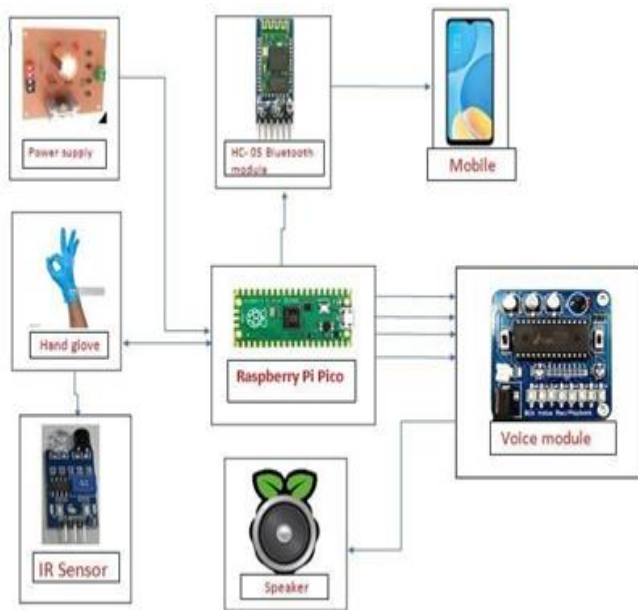 Power supply
HC- 05 Bluetooth
module
Mobile
Hand glove
Raspberry Pi Pico
Voice module
IR Sensor
Speaker